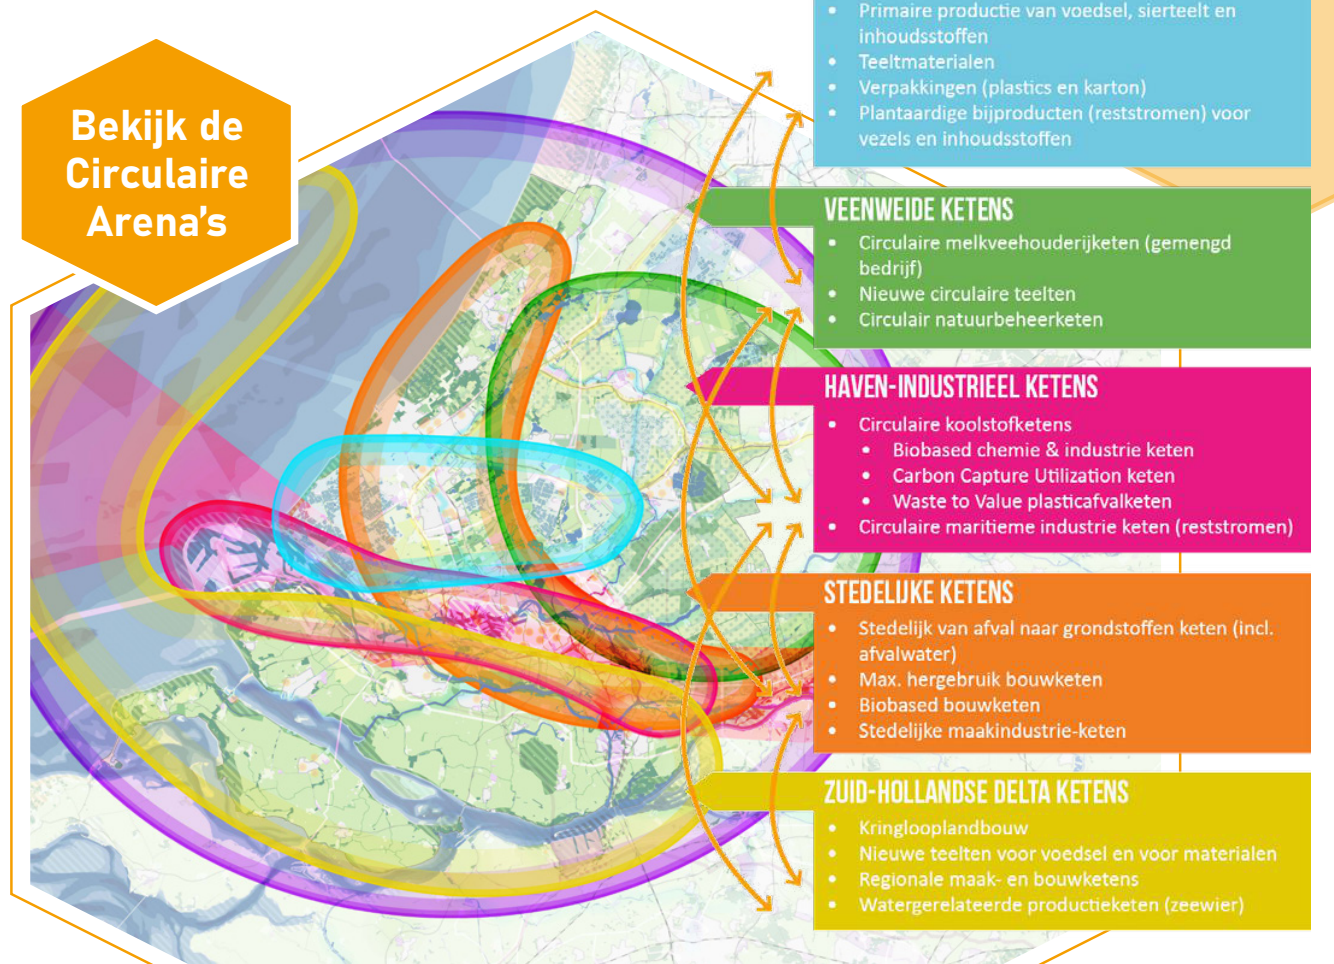 Bekijk de
Circulaire
Arena's
• Primaire productie van voedsel, sierteelt en
inhoudsstoffen
• Teeltmaterialen
• Verpakkingen (plastics en karton)
• Plantaardige bijproducten (reststromen) voor
vezels en inhoudsstoffen
VEENWEIDE KETENS
• Circulaire melkveehouderijketen (gemengd
bedrijf)
• Nieuwe circulaire teelten
• Circulair natuurbeheerketen
HAVEN-INDUSTRIEEL KETENS
• Circulaire koolstofketens
• Biobased chemie & industrie keten
• Carbon Capture Utilization keten
• Waste to Value plasticafvalketen
• Circulaire maritieme industrie keten (reststromen)
STEDELIJKE KETENS
• Stedelijk van afval naar grondstoffen keten (incl.
afvalwater)
• Max. hergebruik bouwketen
• Biobased bouwketen
• Stedelijke maakindustrie-keten
ZUID-HOLLANDSE DELTA KETENS
• Kringlooplandbouw
• Nieuwe teelten voor voedsel en voor materialen
• Regionale maak- en bouwketens
• Watergerelateerde productieketen (zeewier)